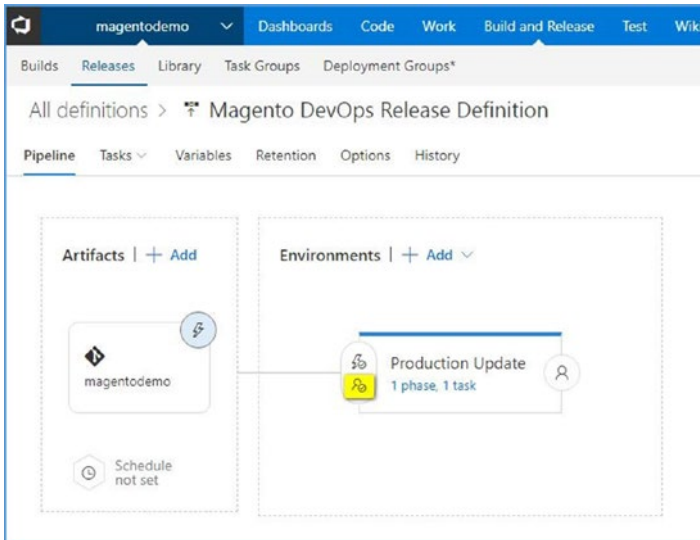 magentodemo Dashboards Code Work Build and Release Test Wik
Builds Releases Library Task Groups Deployment Groups*
All definitions > Magento DevOps Release Definition
Pipeline Tasks Variables Retention Options History
Artifacts | + Add
Environments | + Add
magentodemo
Production Update
1 phase, 1 task
Schedule
not set